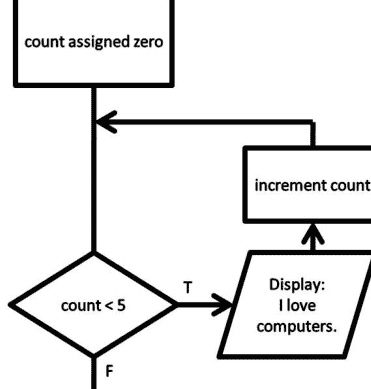 count assigned zero
increment count
count < 5
T
Display:
I love
computers.
F